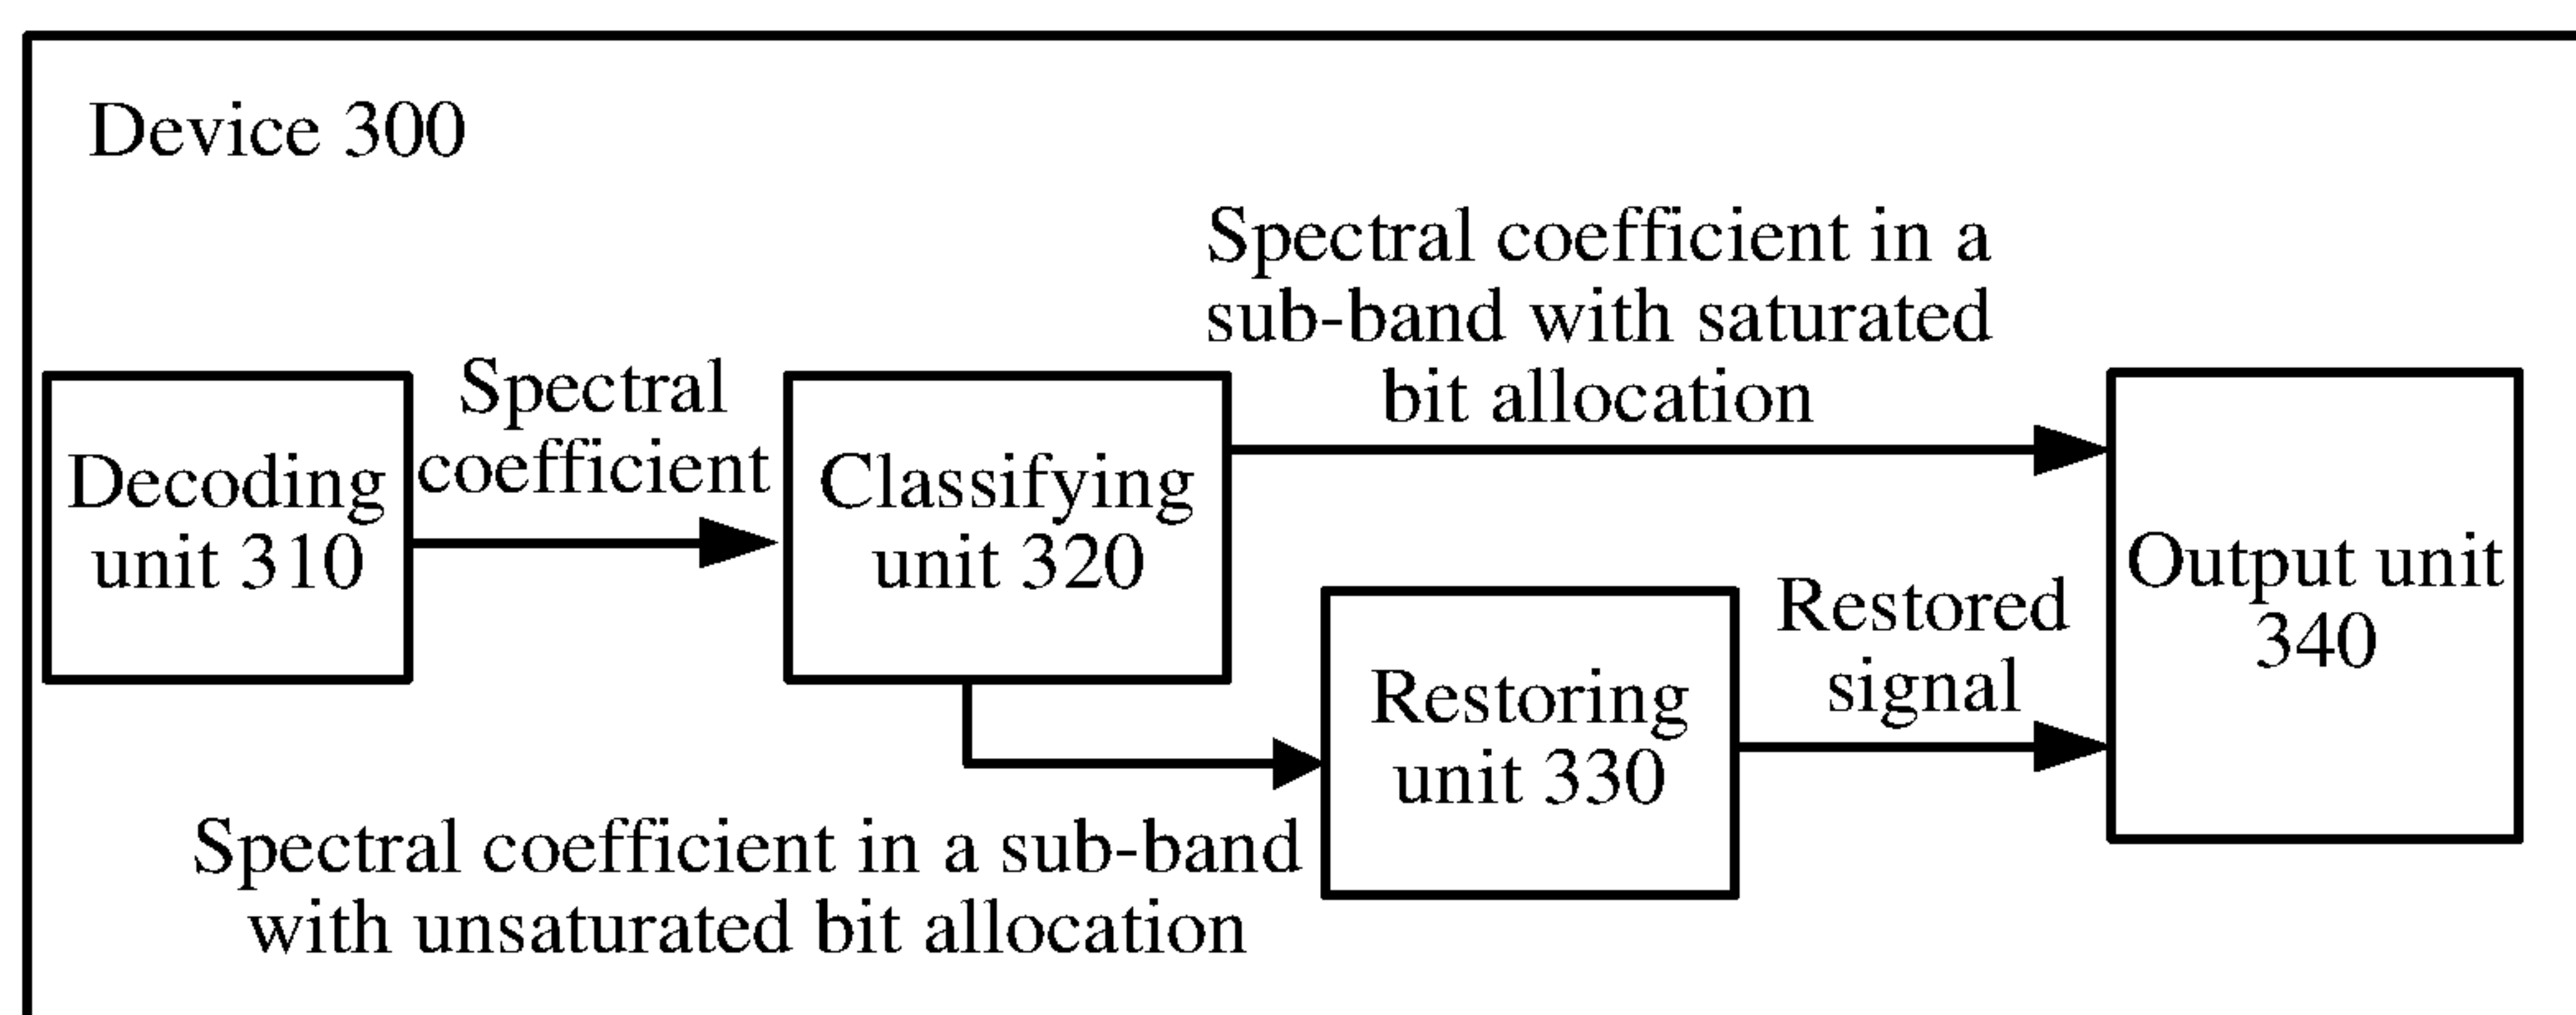 Device 300
Spectral coefficient in a
sub-band with saturated
bit allocation
Spectral
coefficient
Decoding
unit 310
Classifying
unit 320
Output unit
340
Restored
signal
Restoring
unit 330
Spectral coefficient in a sub-band
with unsaturated bit allocation